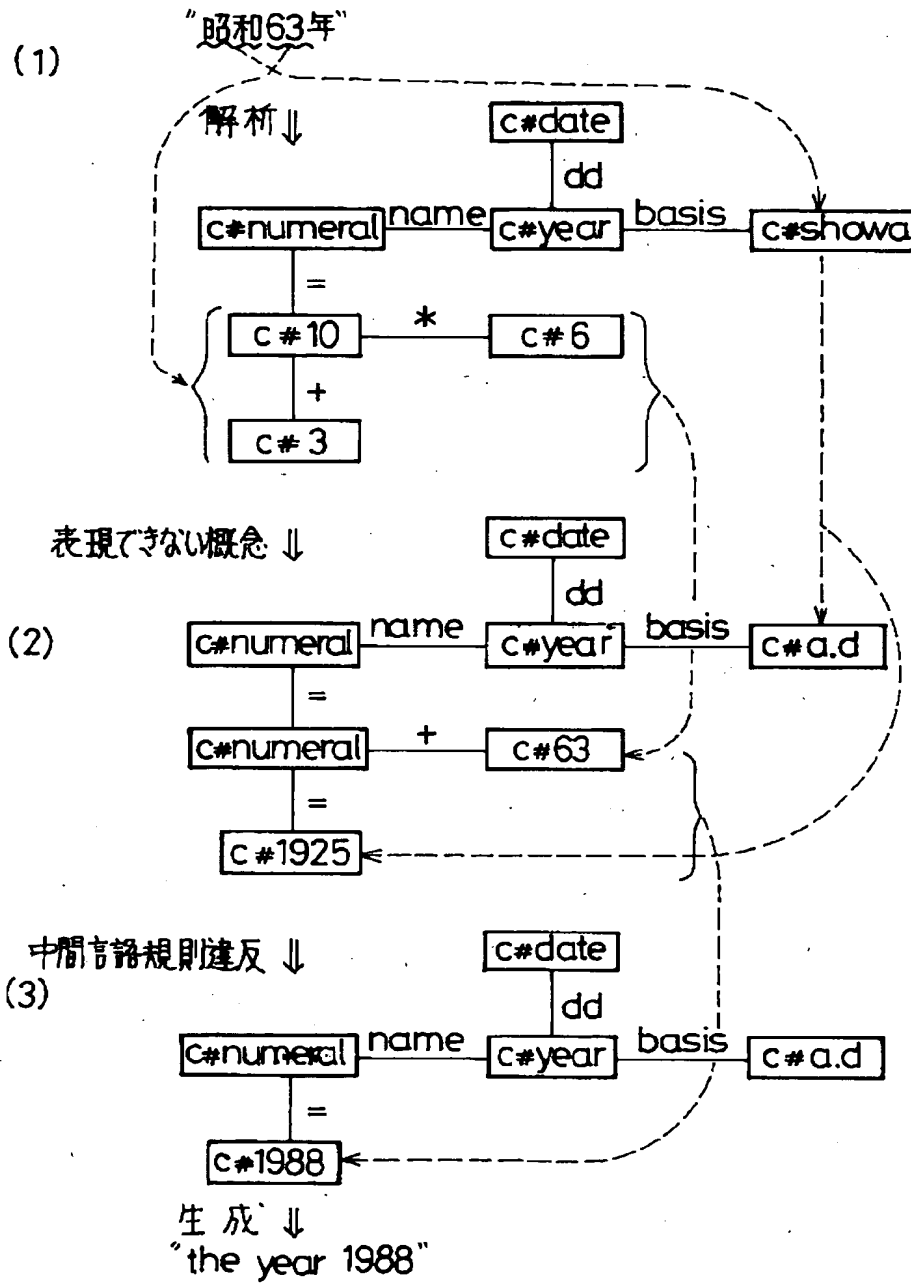 "昭和63年"
(1)
解析 ⇓
c#date
dd
c#numeral name c#year basis c#showa
=
c#10 * c#6
+
c#3
表現できない概念 ⇓
c#date
dd
(2)
c#numeral name c#year basis c#a.d
=
c#numeral + c#63
=
c#1925
中間言語規則違反 ⇓
c#date
(3)
dd
c#numeral name c#year basis c#a.d
=
c#1988
生成 ⇓
"the year 1988"